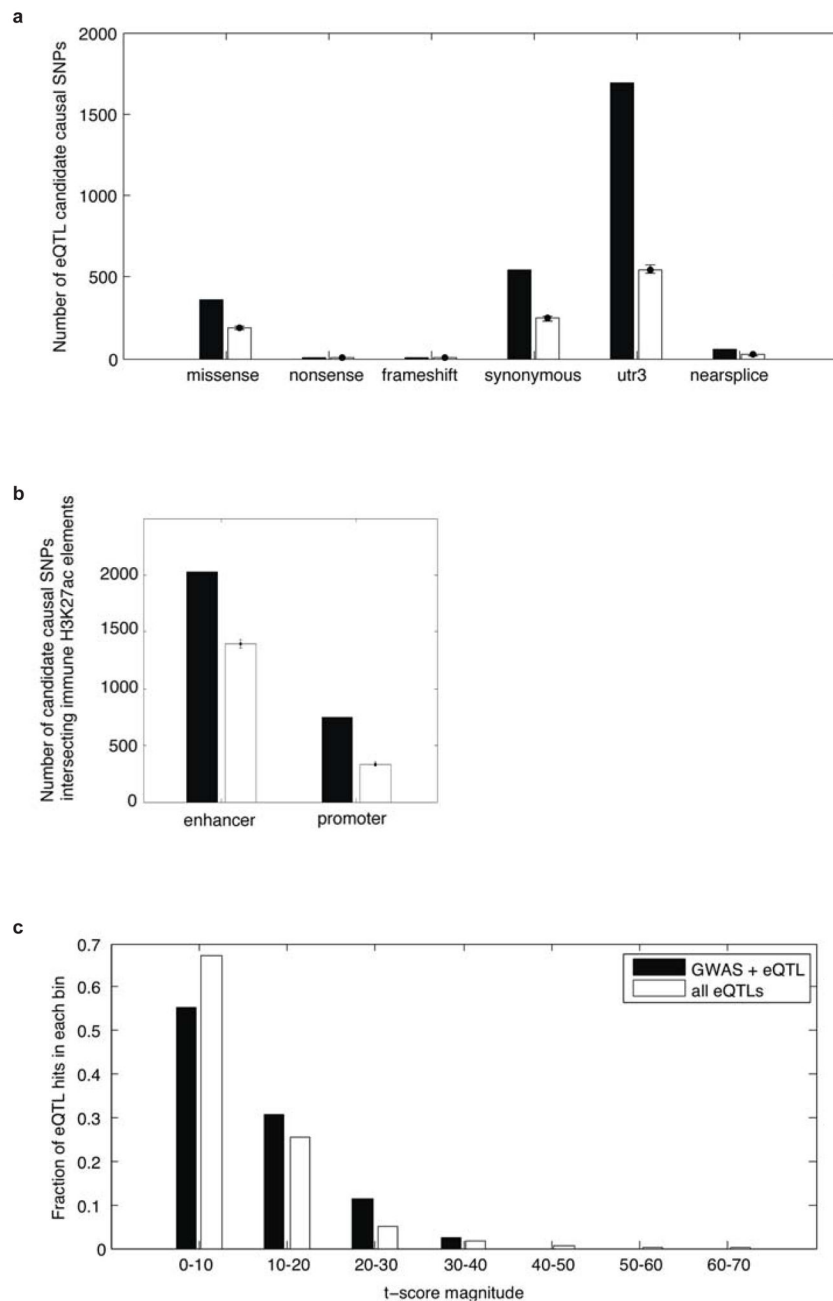 a
Number of eQTL candidate causal SNPs
2000
1500
1000
500
0
missense nonsense frameshift synonymous utr3 nearsplice
b
Number of candidate causal SNPs
intersecting immune H3K27ac elements
2000
1500
1000
500
0
enhancer promoter
c
Fraction of eQTL hits in each bin
0.7
0.6
0.5
0.4
0.3
0.2
0.1
0
GWAS + eQTL
all eQTLs
0-10 10-20 20-30 30-40 40-50 50-60 60-70
t-score magnitude